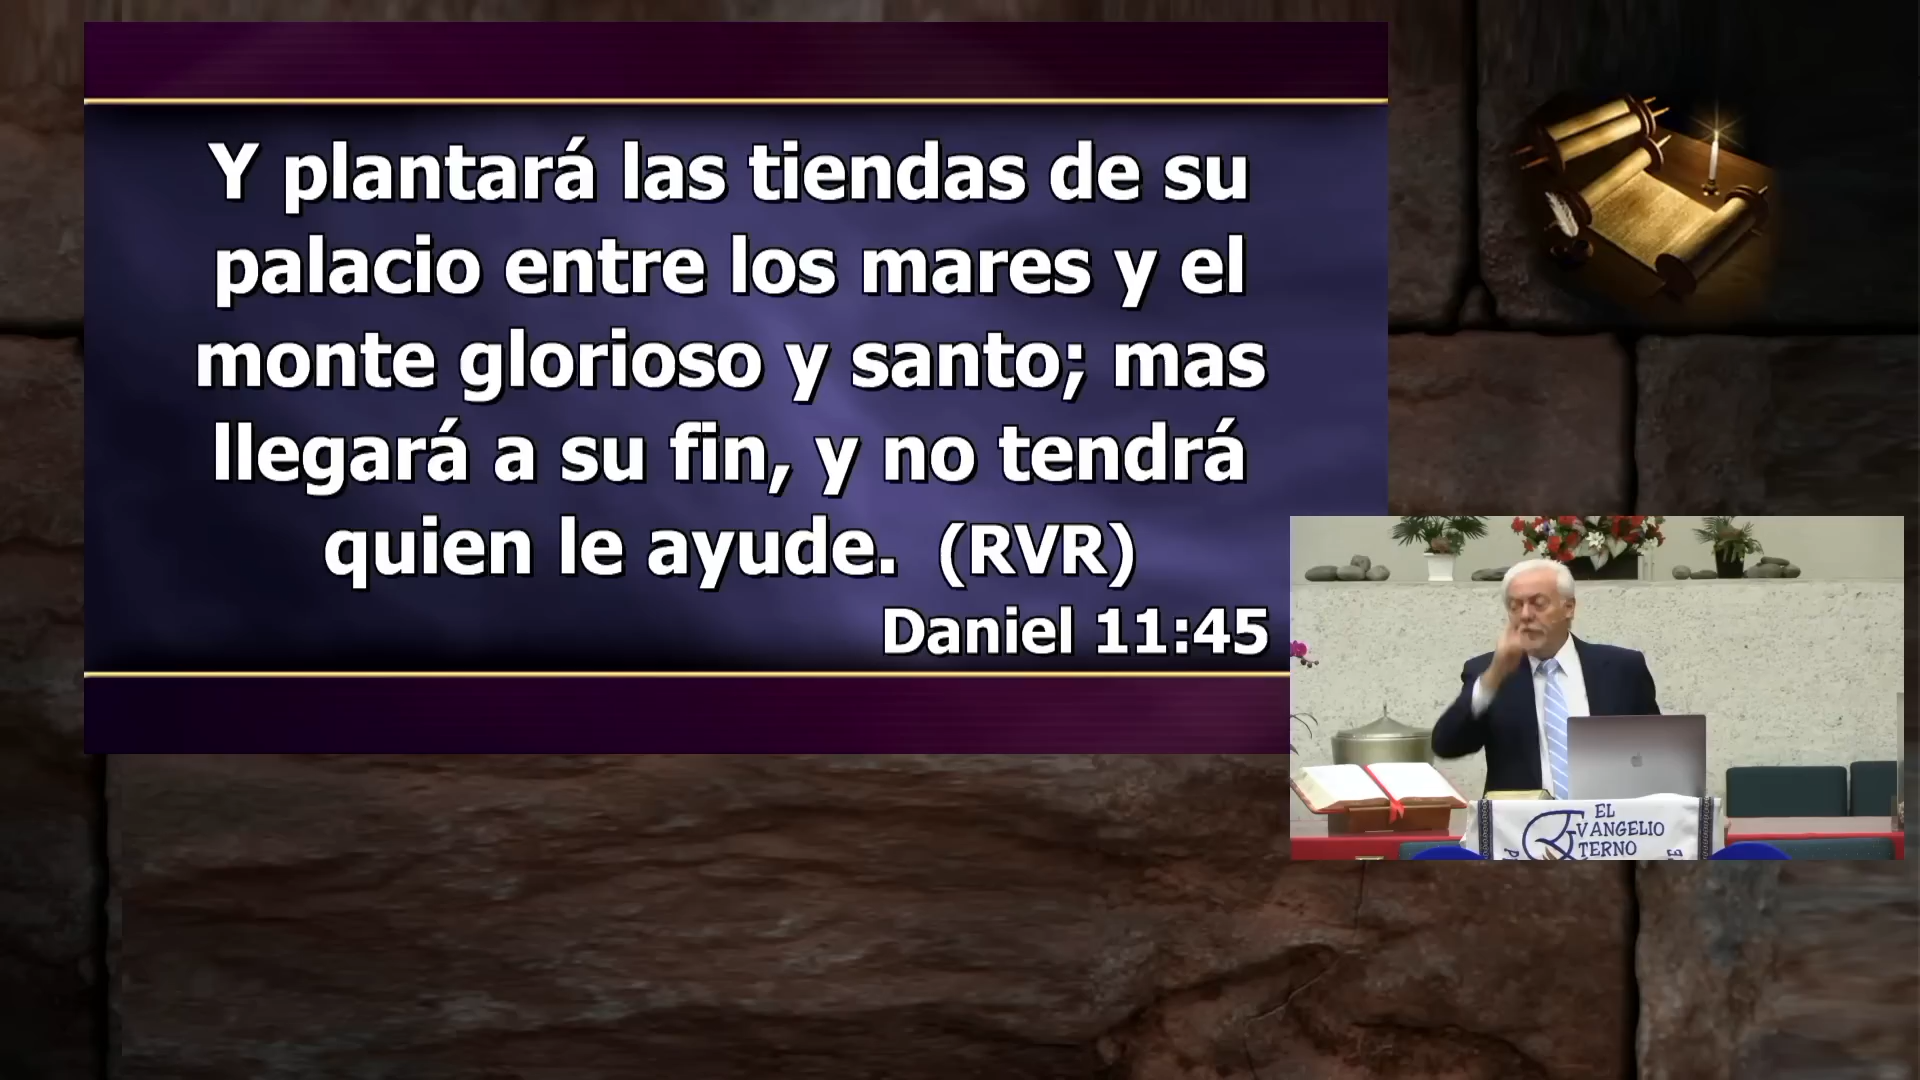 Y plantará las tiendas de su
palacio entre los mares y el
monte glorioso y santo; mas
llegará a su fin, y no tendrá
quien le ayude. (RVR)
Daniel 11:45
EL
VANGELIO
TERNO